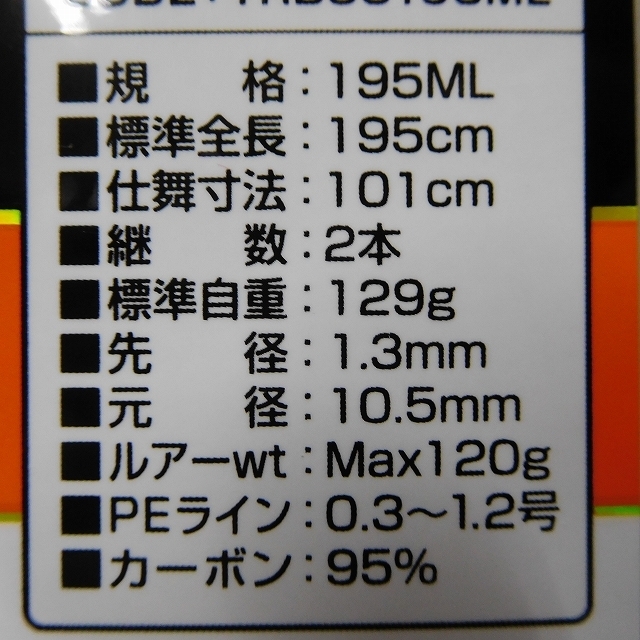 ■規　　格：195ML
■標準全長：195cm
■仕舞寸法：101cm
■継　　数：2本
■標準自重：129g
■先　　径：1.3mm
■元　　径：10.5mm
■ルアーwt：Max120g
■PEライン：0.3～1.2号
■カーボン：95%